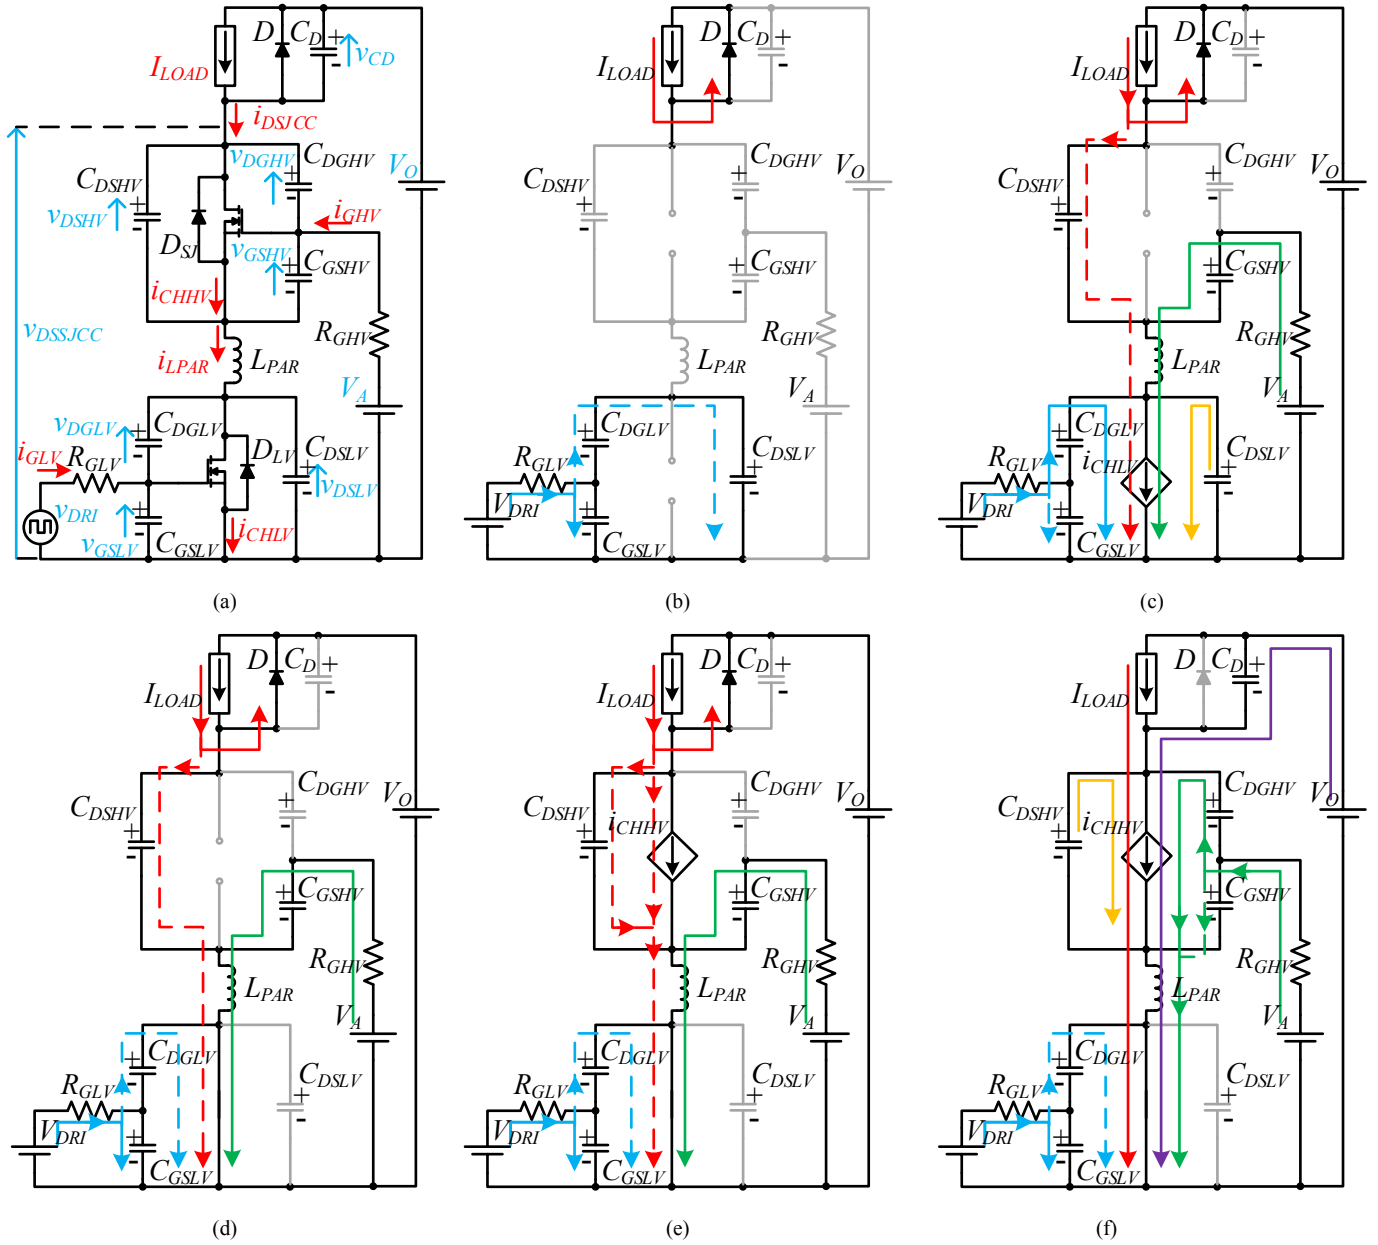 D C_D + - v_CD
I_LOAD
i_DSJCC
v_DGHV C_DGHV
C_DSHV + - + - V_O
v_DSHV i_GHV
D_SJ v_GSHV + - C_GSHV
i_CHHV
v_DSSJCC R_GHV
i_LPAR L_PAR
V_A
v_DGLV + - C_DGLV
i_GLV R_GLV D_LV + - C_DSLV
v_DSLV
v_DRI + -
v_GSLV C_GSLV i_CHLV
(a)
D C_D + -
I_LOAD
C_DGHV
C_DSHV + - + - V_O
+ - C_GSHV
R_GHV
L_PAR
V_A
+ - C_DGLV
R_GLV + - C_DSLV
V_DRI + -
C_GSLV
(b)
D C_D + -
I_LOAD
C_DGHV
C_DSHV + - + - V_O
+ - C_GSHV
R_GHV
L_PAR
V_A
+ - C_DGLV
R_GLV i_CHLV + - C_DSLV
V_DRI + -
C_GSLV
(c)
D C_D + -
I_LOAD
C_DGHV
C_DSHV + - + - V_O
+ - C_GSHV
R_GHV
L_PAR
V_A
+ - C_DGLV
R_GLV + - C_DSLV
V_DRI + -
C_GSLV
(d)
D C_D + -
I_LOAD
C_DGHV
C_DSHV + - i_CHHV + - V_O
+ - C_GSHV
R_GHV
L_PAR
V_A
+ - C_DGLV
R_GLV + - C_DSLV
V_DRI + -
C_GSLV
(e)
D C_D + -
I_LOAD
C_DGHV
C_DSHV + - i_CHHV + - V_O
+ - C_GSHV
R_GHV
L_PAR
V_A
+ - C_DGLV
R_GLV + - C_DSLV
V_DRI + -
C_GSLV
(f)